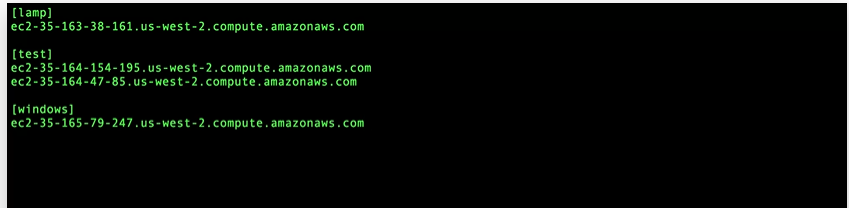 [lamp]
ec2-35-163-38-161.us-west-2.compute.amazonaws.com
[test]
ec2-35-164-154-195.us-west-2.compute.amazonaws.com
ec2-35-164-47-85.us-west-2.compute.amazonaws.com
[windows]
ec2-35-165-79-247.us-west-2.compute.amazonaws.com